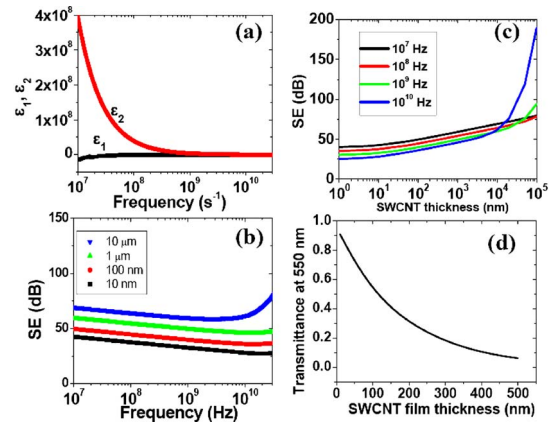 (a)
4x10⁸
3x10⁸
2x10⁸
1x10⁸
0
ε₁, ε₂
ε₂
ε₁
10⁷ 10⁸ 10⁹ 10¹⁰
Frequency (s⁻¹)
(c)
200
150
100
50
0
SE (dB)
10⁷ Hz
10⁸ Hz
10⁹ Hz
10¹⁰ Hz
10⁰ 10¹ 10² 10³ 10⁴ 10⁵
SWCNT thickness (nm)
(b)
150
100
50
0
SE (dB)
10 μm
1 μm
100 nm
10 nm
10⁷ 10⁸ 10⁹ 10¹⁰
Frequency (Hz)
(d)
1.0
0.8
0.6
0.4
0.2
0.0
Transmittance at 550 nm
0 100 200 300 400 500
SWCNT film thickness (nm)